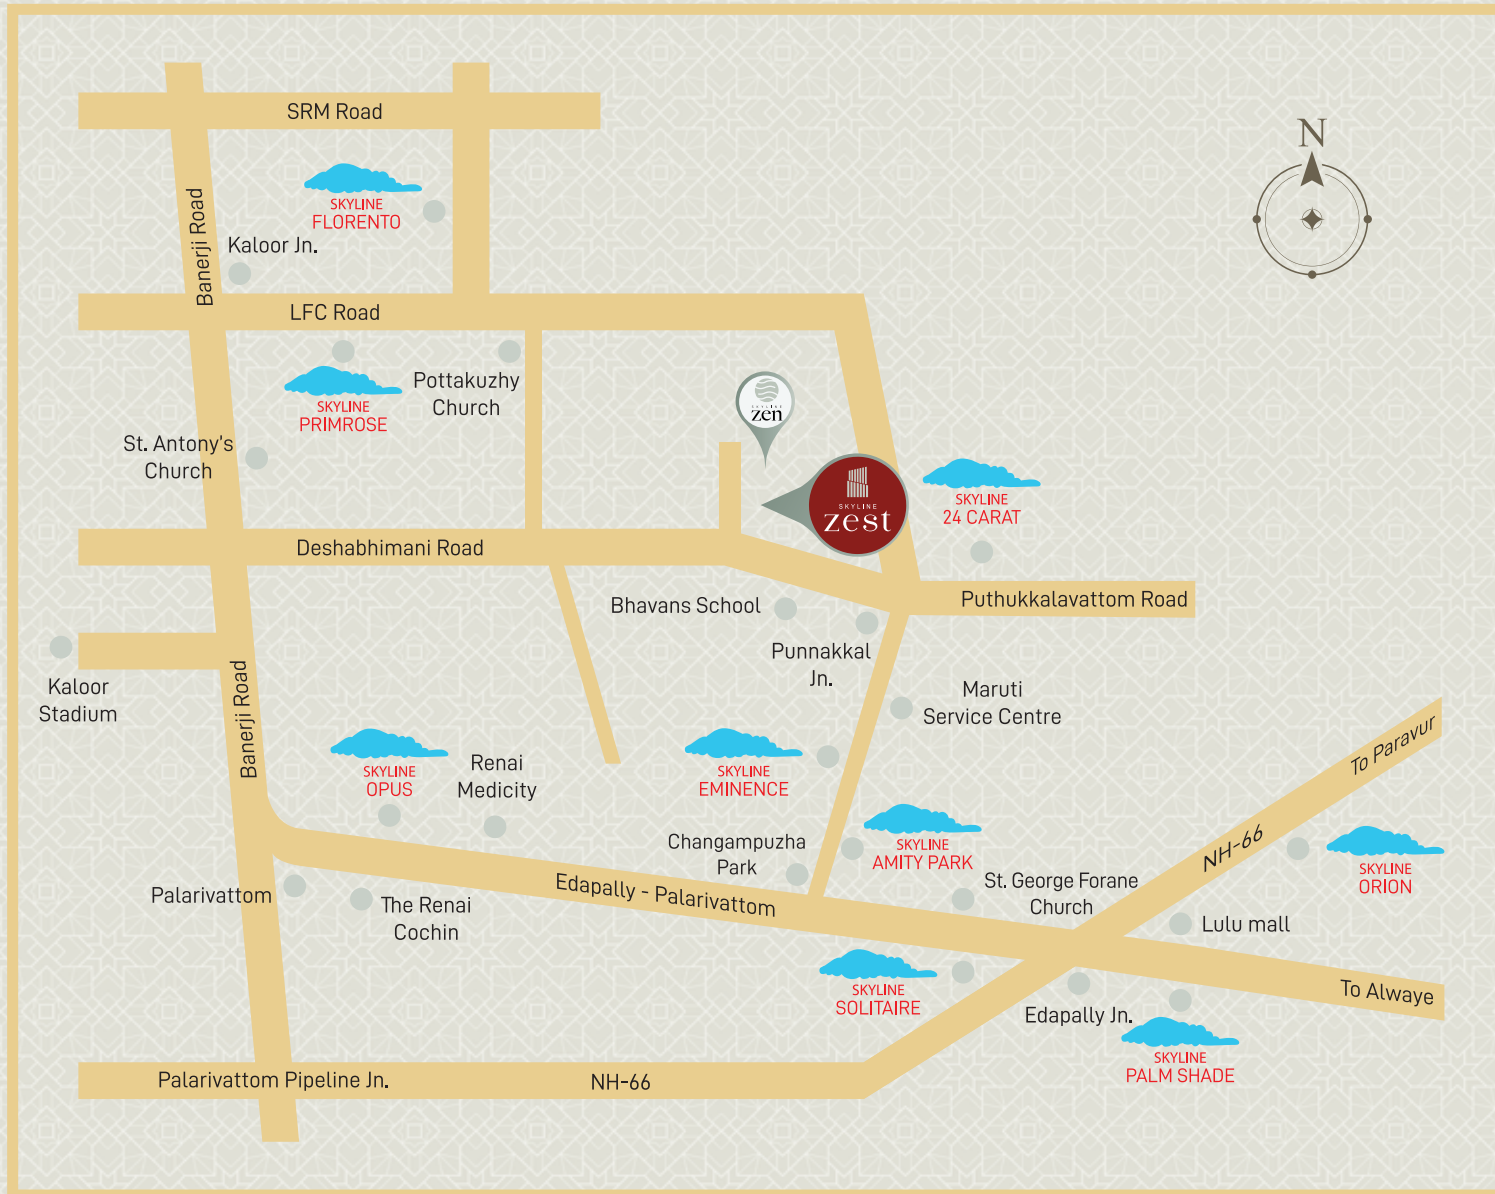 SRM Road
N
SKYLINE
FLORENTO
Banerji Road
Kaloor Jn.
LFC Road
SKYLINE
PRIMROSE
Pottakuzhy
Church
SKYLINE
zen
St. Antony's
Church
SKYLINE
zest
SKYLINE
24 CARAT
Deshabhimani Road
Bhavans School
Puthukkalavattom Road
Punnakkal
Jn.
Kaloor
Stadium
Banerji Road
Maruti
Service Centre
SKYLINE
OPUS
Renai
Medicity
SKYLINE
EMINENCE
To Paravur
NH-66
Changampuzha
Park
SKYLINE
AMITY PARK
SKYLINE
ORION
Palarivattom
The Renai
Cochin
Edapally - Palarivattom
St. George Forane
Church
Lulu mall
SKYLINE
SOLITAIRE
Edapally Jn.
To Alwaye
SKYLINE
PALM SHADE
Palarivattom Pipeline Jn.
NH-66